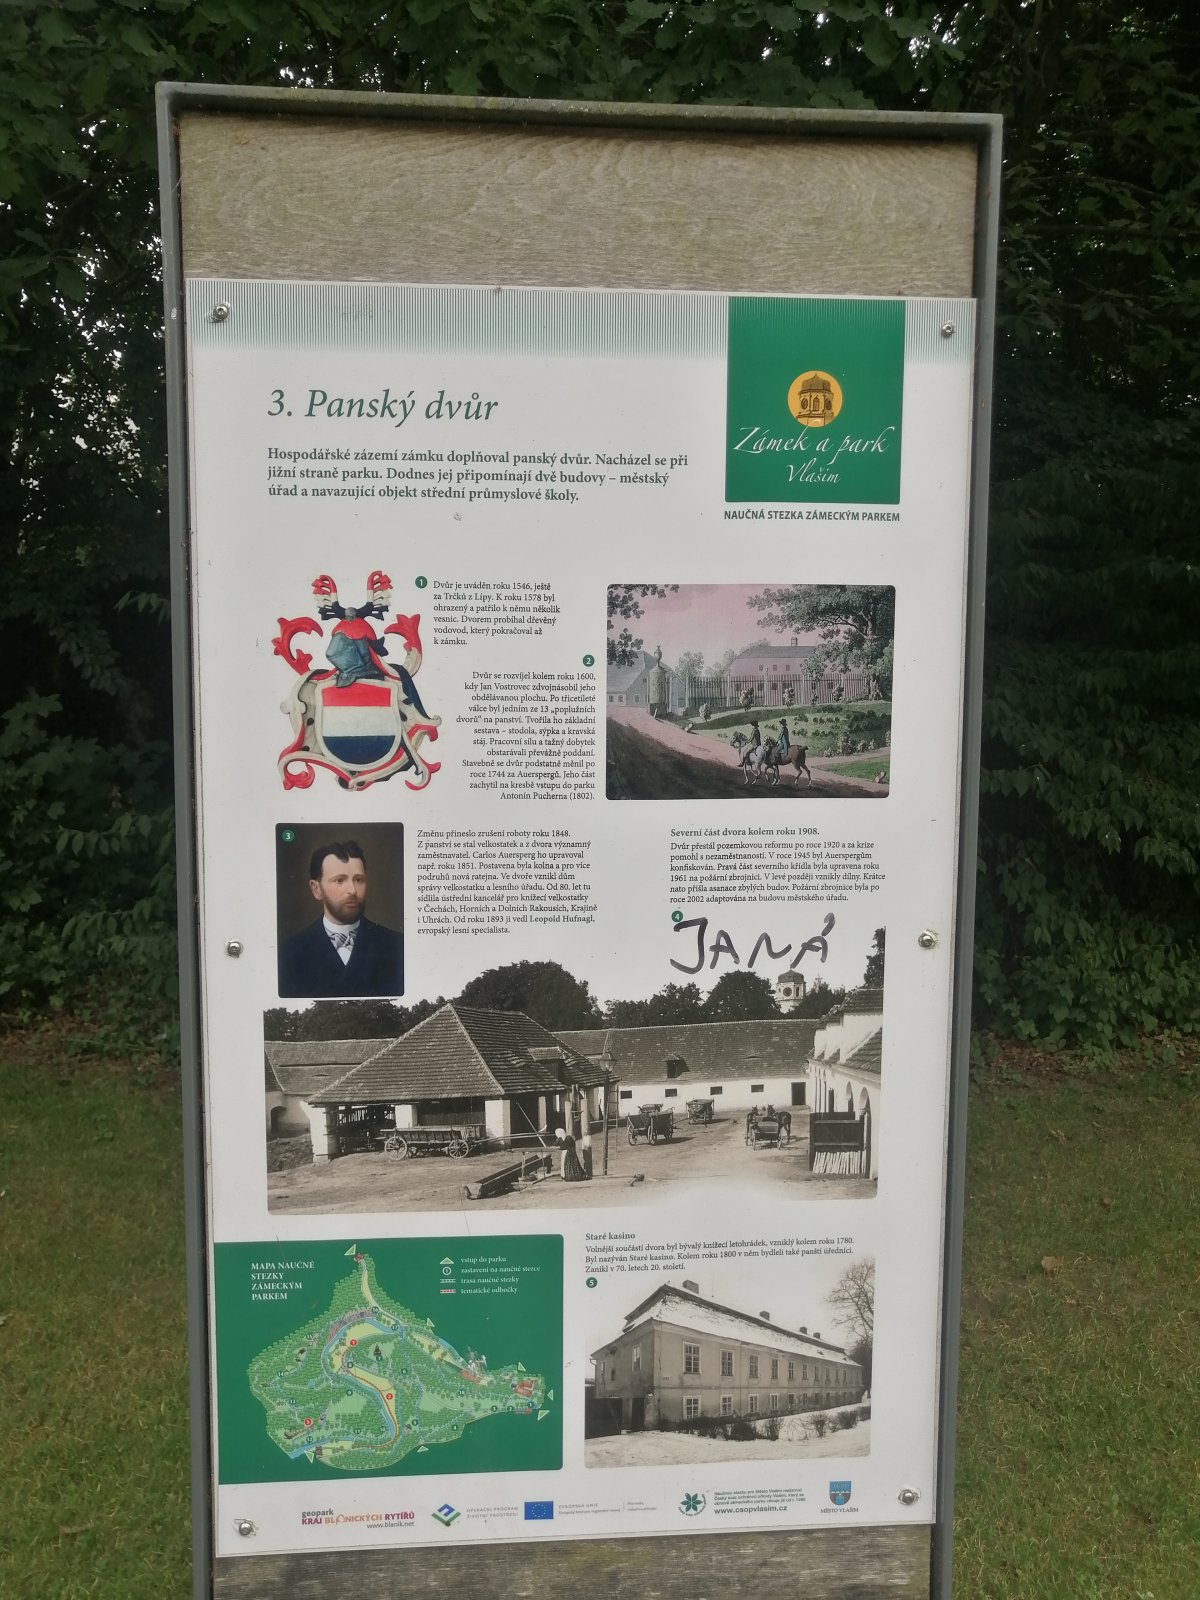 3. Panský dvůr
Hospodářské zázemí zámku doplňoval panský dvůr. Nacházel se při
jižní straně parku. Dodnes jej připomínají dvě budovy – městský
úřad a navazující objekt střední průmyslové školy.
Zámek a park
Vlašim
NAUČNÁ STEZKA ZÁMECKÝM PARKEM
1
Dvůr je uváděn roku 1546, ještě
za Trčků z Lípy. K roku 1578 byl
ohrazený a patřilo k němu několik
vesnic. Dvorem probíhal dřevěný
vodovod, který pokračoval až
k zámku.
2
Dvůr se rozvíjel kolem roku 1600,
kdy Jan Vostrovec zdvojnásobil jeho
obdělávanou plochu. Po třicetileté
válce byl jedním ze 13 „poplužních
dvorů“ na panství. Tvořila ho základní
sestava – stodola, sýpka a kravská
stáj. Pracovní sílu a tažný dobytek
obstarávali převážně poddaní.
Stavebně se dvůr podstatně měnil po
roce 1744 za Auerspergů. Jeho část
zachytil na kresbě vstupu do parku
Antonín Pucherna (1802).
3
Změnu přineslo zrušení roboty roku 1848.
Z panství se stal velkostatek a z dvora významný
zaměstnavatel. Carlos Auersperg ho upravoval
např. roku 1851. Postavena byla kolna a pro více
podruhů nová ratejna. Ve dvoře vznikl dům
správy velkostatku a lesního úřadu. Od 80. let tu
sídlila ústřední kancelář pro knížecí velkostatky
v Čechách, Horních a Dolních Rakousích, Krajině
i Uhrách. Od roku 1893 ji vedl Leopold Hufnagl,
evropský lesní specialista.
Severní část dvora kolem roku 1908.
Dvůr přestál pozemkovou reformu po roce 1920 a za krize
pomohl s nezaměstnaností. V roce 1945 byl Auerspergům
konfiskován. Pravá část severního křídla byla upravena roku
1961 na požární zbrojnici. V levé později vznikly dílny. Krátce
nato přišla asanace zbylých budov. Požární zbrojnice byla po
roce 2002 adaptována na budovu městského úřadu.
4
JANÁ
Staré kasino
Volnější součástí dvora byl bývalý knížecí letohrádek, vzniklý kolem roku 1780.
Byl nazýván Staré kasino. Kolem roku 1800 v něm bydleli také panští úředníci.
Zanikl v 70. letech 20. století.
5
MAPA NAUČNÉ
STEZKY
ZÁMECKÝM
PARKEM
vstup do parku
zastavení na naučné stezce
trasa naučné stezky
tematické odbočky
geopark
KRAJ BLANICKÝCH RYTÍŘŮ
www.blanik.net
OPERAČNÍ PROGRAM
ŽIVOTNÍ PROSTŘEDÍ
EVROPSKÁ UNIE
www.csopvlasim.cz
MĚSTO VLAŠIM